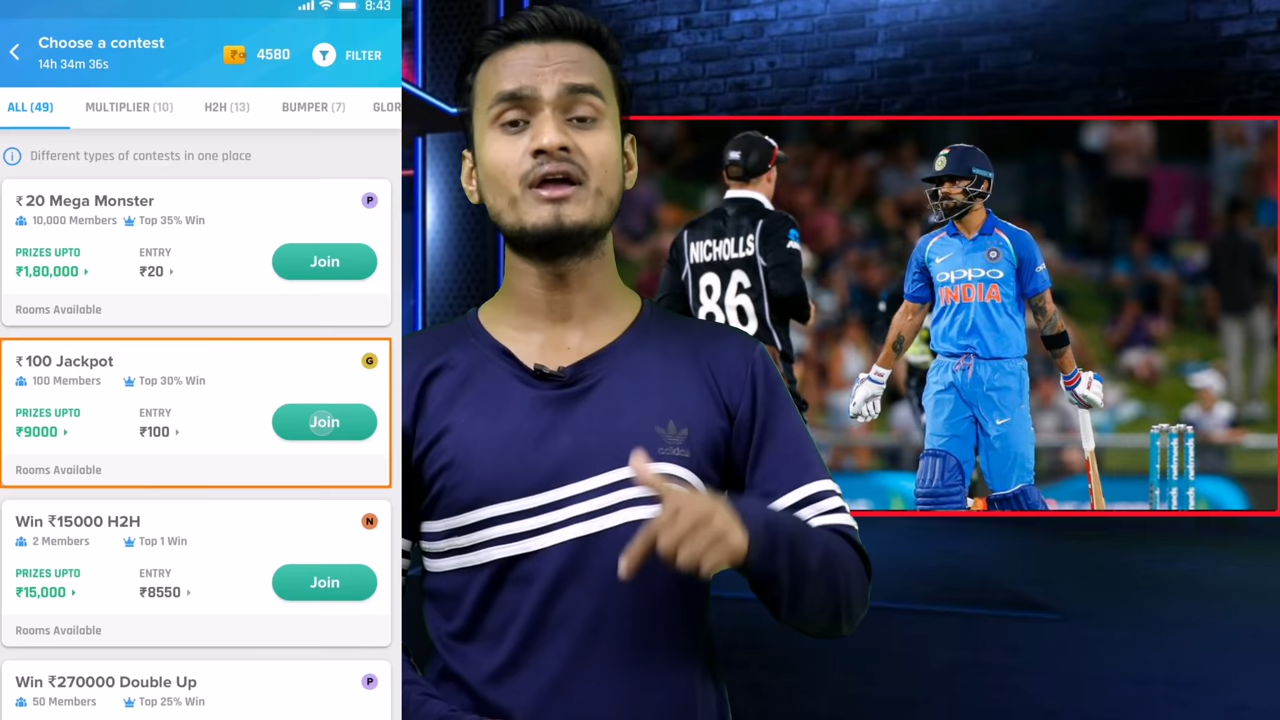 8:43
Choose a contest
14h 34m 36s
4580
FILTER
ALL (49)
MULTIPLIER (10)
H2H (13)
BUMPER (7)
GLOR
Different types of contests in one place
₹20 Mega Monster
P
10,000 Members
Top 35% Win
PRIZES UPTO
ENTRY
₹1,80,000
₹20
Join
Rooms Available
₹100 Jackpot
G
100 Members
Top 30% Win
PRIZES UPTO
ENTRY
₹9000
₹100
Join
Rooms Available
Win ₹15000 H2H
N
2 Members
Top 1 Win
PRIZES UPTO
ENTRY
₹15,000
₹8550
Join
Rooms Available
Win ₹270000 Double Up
P
50 Members
Top 25% Win
NICHOLLS
86
oppo
INDIA
adidas